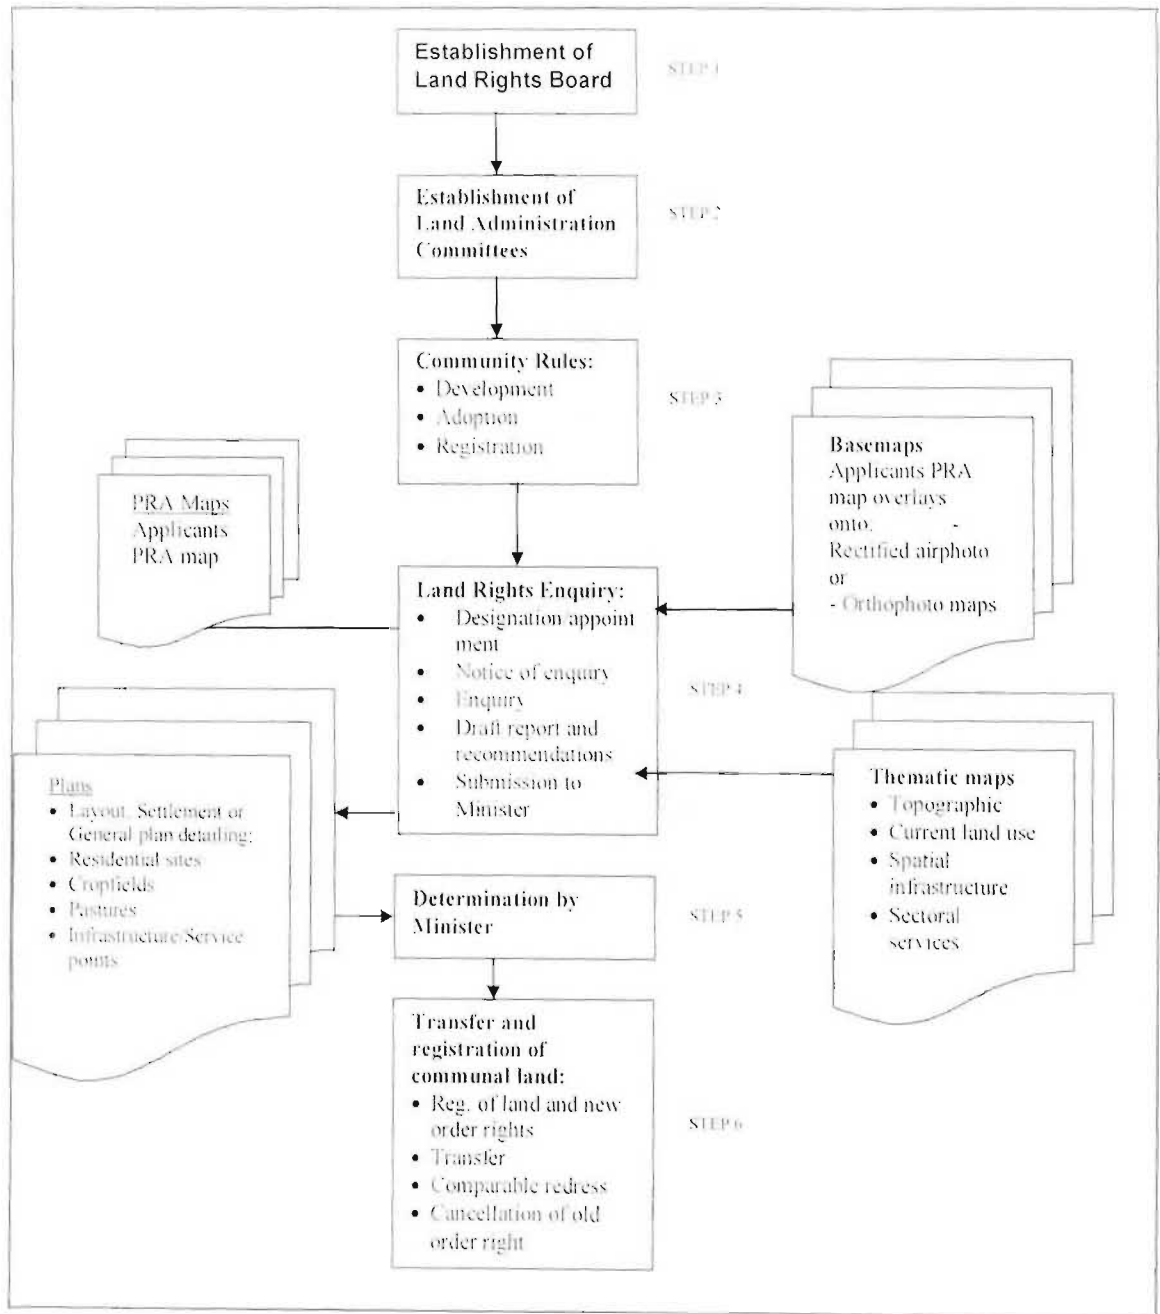 Establishment of
Land Rights Board
STEP 1
Establishment of
Land Administration
Committees
STEP 2
Community Rules:
• Development
• Adoption
• Registration
STEP 3
PRA Maps
Applicants
PRA map
Basemaps
Applicants PRA
map overlays
onto: -
Rectified airphoto
or
- Orthophoto maps
Land Rights Enquiry:
• Designation appoint
ment
• Notice of enquiry
• Enquiry
• Draft report and
recommendations
• Submission to
Minister
STEP 4
Thematic maps
• Topographic
• Current land use
• Spatial
infrastructure
• Sectoral
services
Plans
• Layout, Settlement or
General plan detailing:
• Residential sites
• Cropfields
• Pastures
• Infrastructure/Service
points
Determination by
Minister
STEP 5
Transfer and
registration of
communal land:
• Reg. of land and new
order rights
• Transfer
• Comparable redress
• Cancellation of old
order right
STEP 6